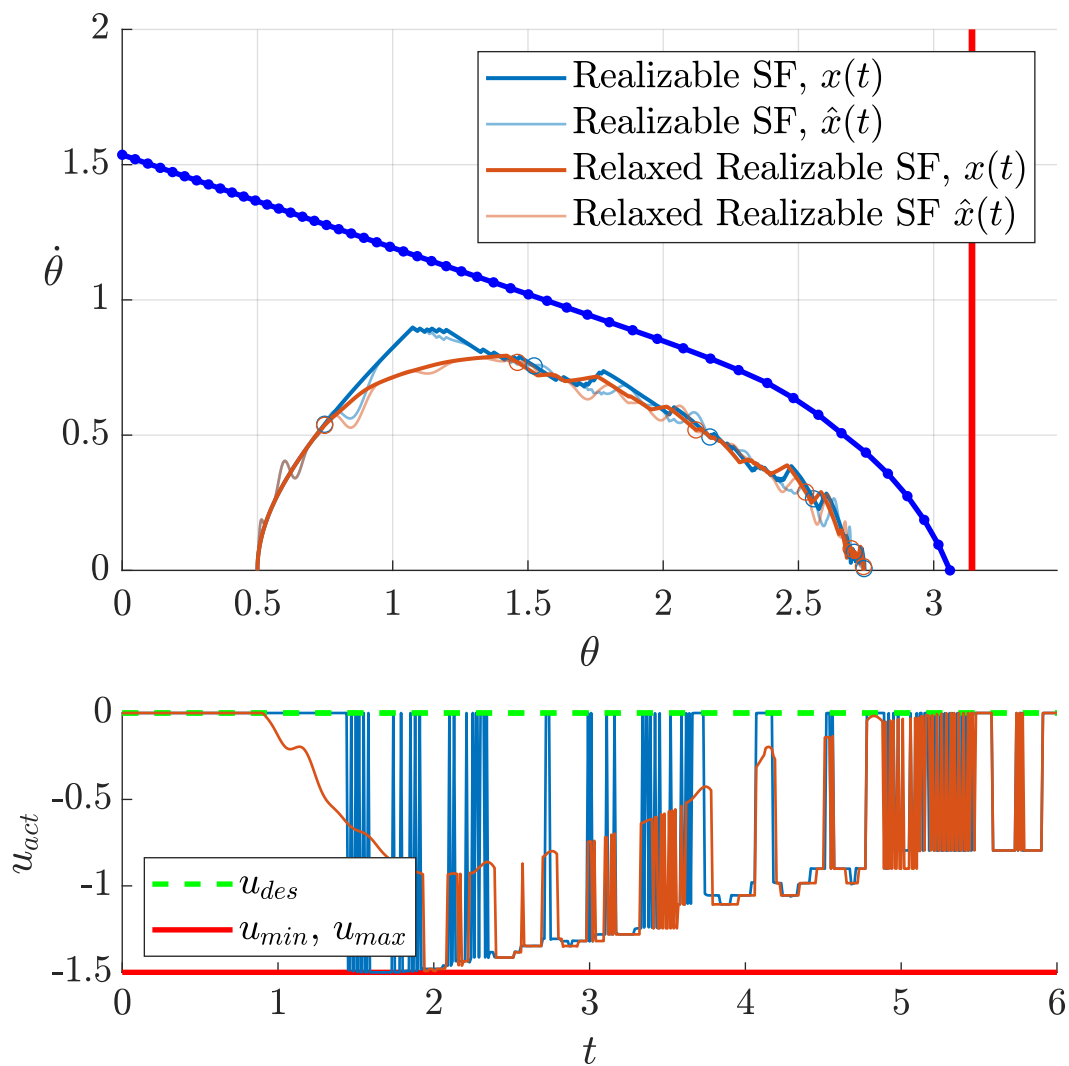 2
1.5
1
0.5
0
θ̇
0 0.5 1 1.5 2 2.5 3
θ
Realizable SF, x(t)
Realizable SF, x̂(t)
Relaxed Realizable SF, x(t)
Relaxed Realizable SF x̂(t)
0
-0.5
-1
-1.5
u_act
u_des
u_min, u_max
0 1 2 3 4 5 6
t